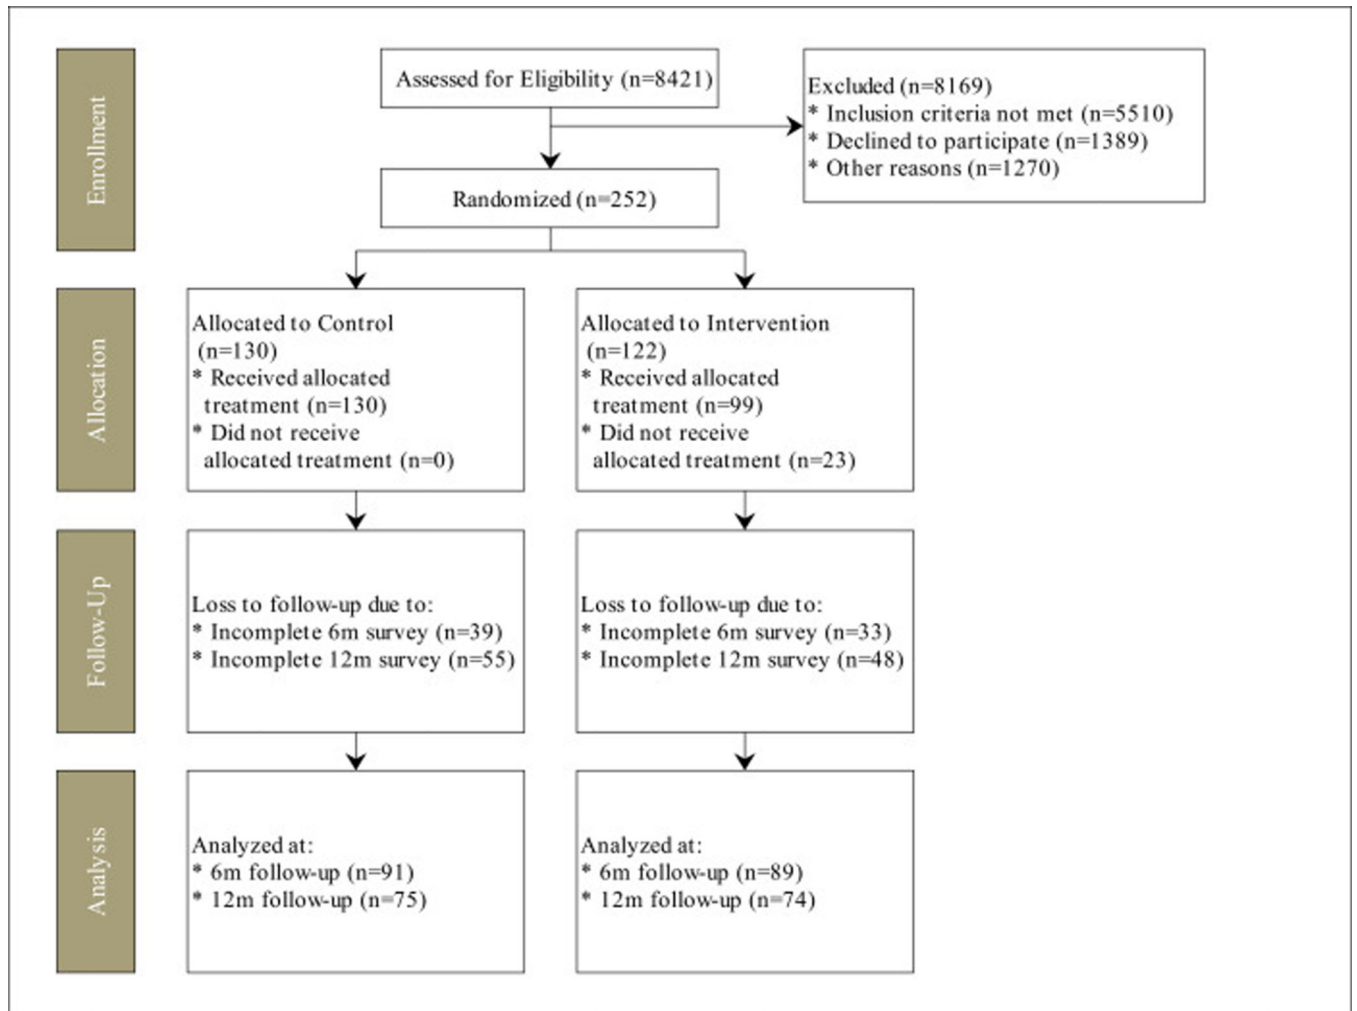 Enrollment
Assessed for Eligibility (n=8421)
Excluded (n=8169)
* Inclusion criteria not met (n=5510)
* Declined to participate (n=1389)
* Other reasons (n=1270)
Randomized (n=252)
Allocation
Allocated to Control
(n=130)
* Received allocated
treatment (n=130)
* Did not receive
allocated treatment (n=0)
Allocated to Intervention
(n=122)
* Received allocated
treatment (n=99)
* Did not receive
allocated treatment (n=23)
Follow-Up
Loss to follow-up due to:
* Incomplete 6m survey (n=39)
* Incomplete 12m survey (n=55)
Loss to follow-up due to:
* Incomplete 6m survey (n=33)
* Incomplete 12m survey (n=48)
Analysis
Analyzed at:
* 6m follow-up (n=91)
* 12m follow-up (n=75)
Analyzed at:
* 6m follow-up (n=89)
* 12m follow-up (n=74)